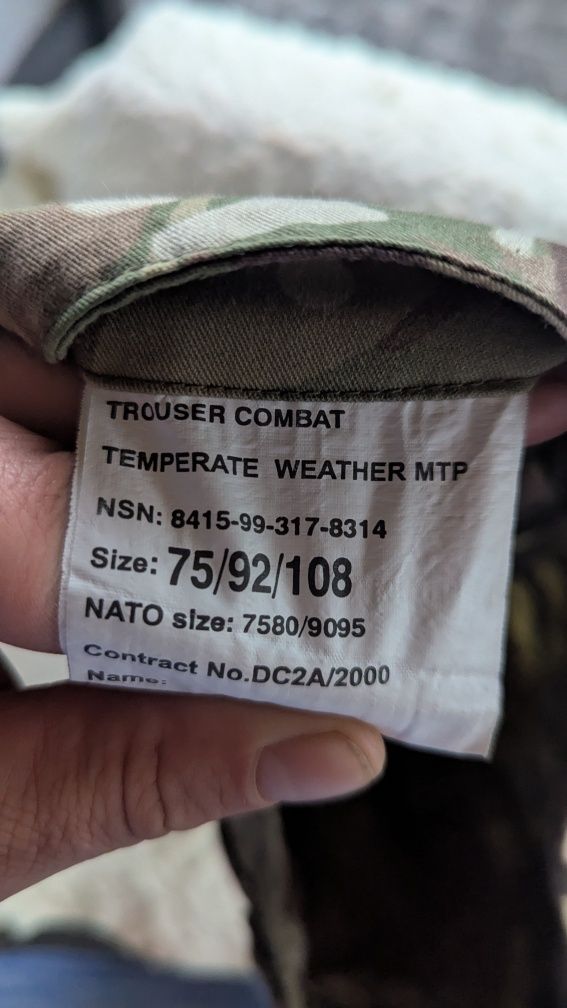 TROUSER COMBAT
TEMPERATE WEATHER MTP
NSN: 8415-99-317-8314
Size: 75/92/108
NATO size: 7580/9095
Contract No.DC2A/2000
Name: